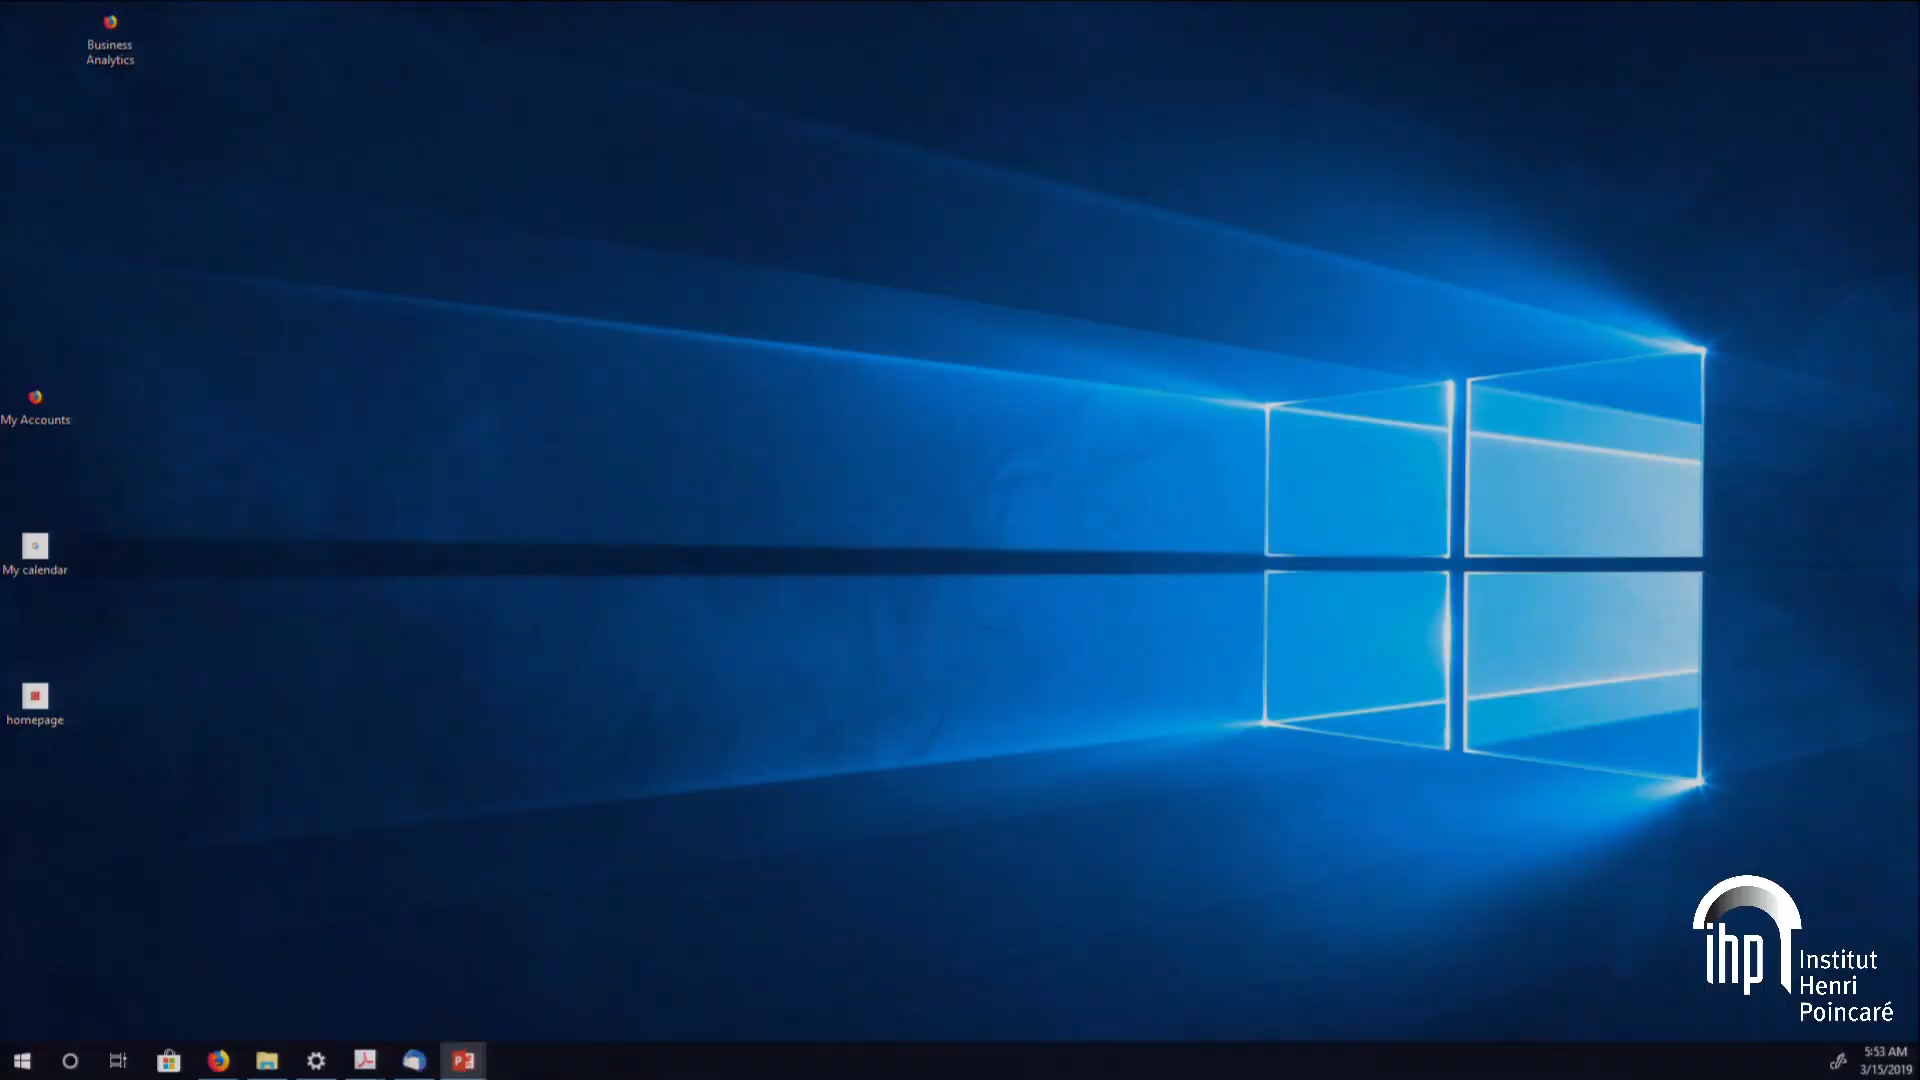 Business
Analytics
My Accounts
My calendar
homepage
ihp
Institut
Henri
Poincaré
5:53 AM
3/15/2019